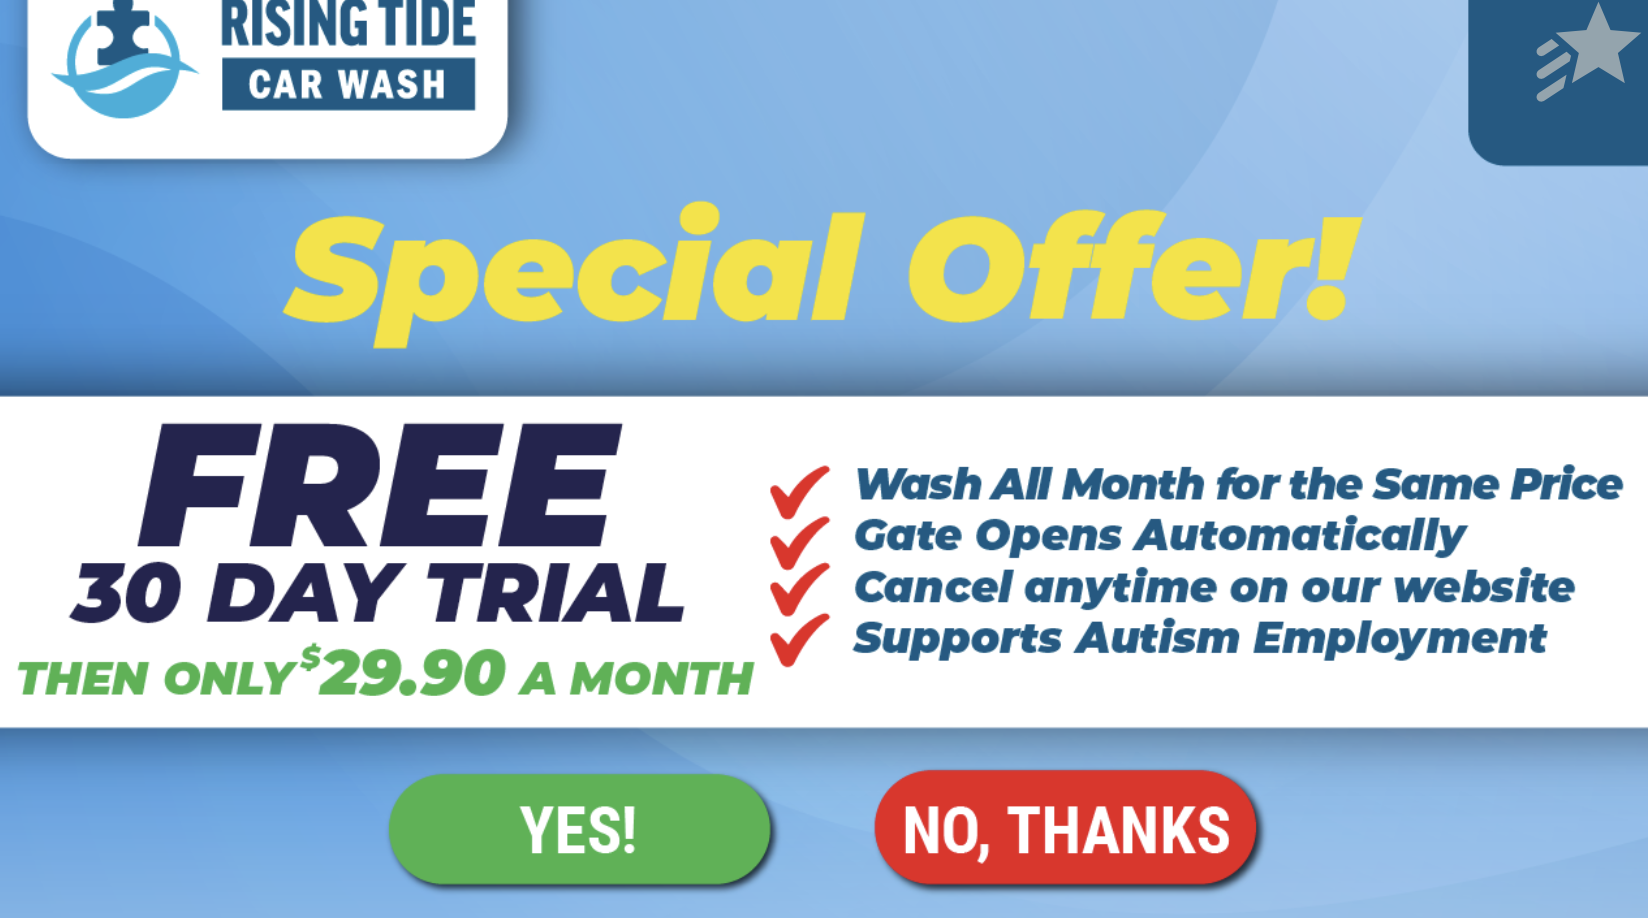 RISING TIDE
CAR WASH
Special Offer!
FREE
30 DAY TRIAL
THEN ONLY $29.90 A MONTH
Wash All Month for the Same Price
Gate Opens Automatically
Cancel anytime on our website
Supports Autism Employment
YES!
NO, THANKS